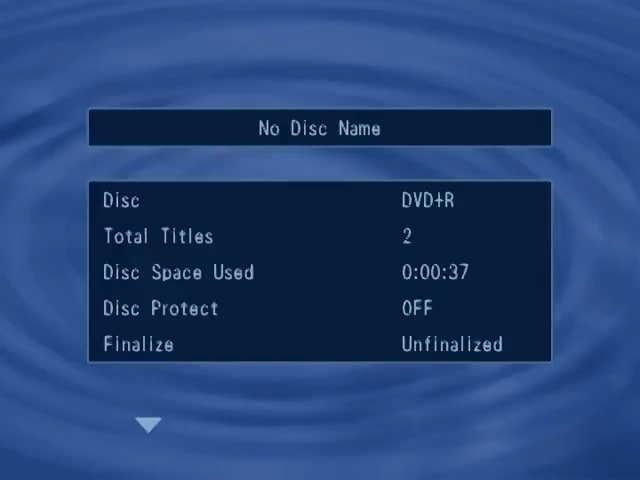 No Disc Name
Disc DVD+R
Total Titles 2
Disc Space Used 0:00:37
Disc Protect OFF
Finalize Unfinalized